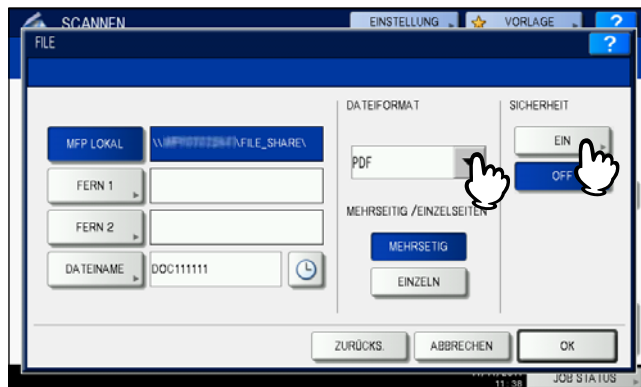 SCANNEN
EINSTELLUNG
VORLAGE
?
FILE
?
DATEIFORMAT
SICHERHEIT
MFP LOKAL
\\
\FILE_SHARE\
PDF
EIN
OFF
FERN 1
FERN 2
MEHRSEITIG /EINZELSEITEN
MEHRSETIG
EINZELN
DATEINAME
DOC111111
ZURÜCKS.
ABBRECHEN
OK
11:38
JOB STATUS